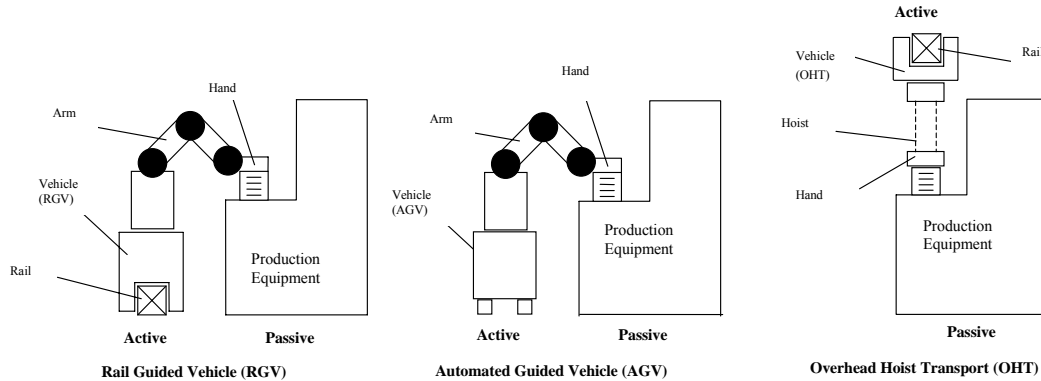 Arm
Hand
Vehicle
(RGV)
Rail
Production
Equipment
Active
Passive
Rail Guided Vehicle (RGV)
Hand
Arm
Vehicle
(AGV)
Production
Equipment
Active
Passive
Automated Guided Vehicle (AGV)
Active
Vehicle
(OHT)
Rail
Hoist
Hand
Production
Equipment
Passive
Overhead Hoist Transport (OHT)